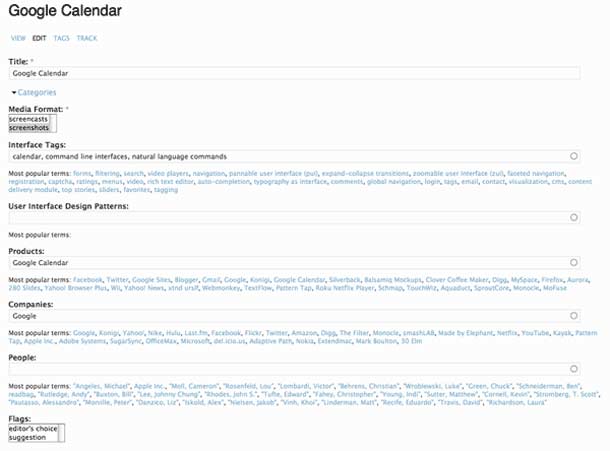 Google Calendar
VIEW EDIT TAGS TRACK
Title: *
Google Calendar
Categories
Media Format: *
screencasts
screenshots
Interface Tags:
calendar, command line interfaces, natural language commands
Most popular terms: forms, filtering, search, video players, navigation, pannable user interface (pui), expand-collapse transitions, zoomable user interface (zui), faceted navigation,
registration, captcha, ratings, menus, video, rich text editor, auto-completion, typography as interface, comments, global navigation, login, tags, email, contact, visualization, cms, content
delivery module, top stories, sliders, favorites, tagging
User Interface Design Patterns:
Most popular terms:
Products:
Google Calendar
Most popular terms: Facebook, Twitter, Google Sites, Blogger, Gmail, Google, Konigi, Google Calendar, Silverback, Balsamiq Mockups, Clover Coffee Maker, Digg, MySpace, Firefox, Aurora,
280 Slides, Yahoo! Browser Plus, Wii, Yahoo! News, xtnd ursif, Webmonkey, TextFlow, Pattern Tap, Roku Netflix Player, Schmap, TouchWiz, Aquaduct, SproutCore, Monocle, MoFuse
Companies:
Google
Most popular terms: Google, Konigi, Yahoo!, Nike, Hulu, Last.fm, Facebook, Flickr, Twitter, Amazon, Digg, The Filter, Monocle, smashLAB, Made by Elephant, Netflix, YouTube, Kayak, Pattern
Tap, Apple Inc., Adobe Systems, SugarSync, OfficeMax, Microsoft, del.icio.us, Adaptive Path, Nokia, Extendmac, Mark Boulton, 30 Elm
People:
Most popular terms: "Angeles, Michael", Apple Inc., "Moll, Cameron", "Rosenfeld, Lou", "Lombardi, Victor", "Behrens, Christian", "Wroblewski, Luke", "Green, Chuck", "Schneiderman, Ben",
readbag, "Rutledge, Andy", "Buxton, Bill", "Lee, Johnny Chung", "Rhodes, John S.", "Tufte, Edward", "Fahey, Christopher", "Young, Indi", "Sutter, Matthew", "Cornell, Kevin", "Stromberg, T. Scott",
"Pautasso, Alessandro", "Morville, Peter", "Danzico, Liz", "Iskold, Alex", "Nielsen, Jakob", "Vinh, Khoi", "Linderman, Matt", "Recife, Eduardo", "Travis, David", "Richardson, Laura"
Flags:
editor's choice
suggestion